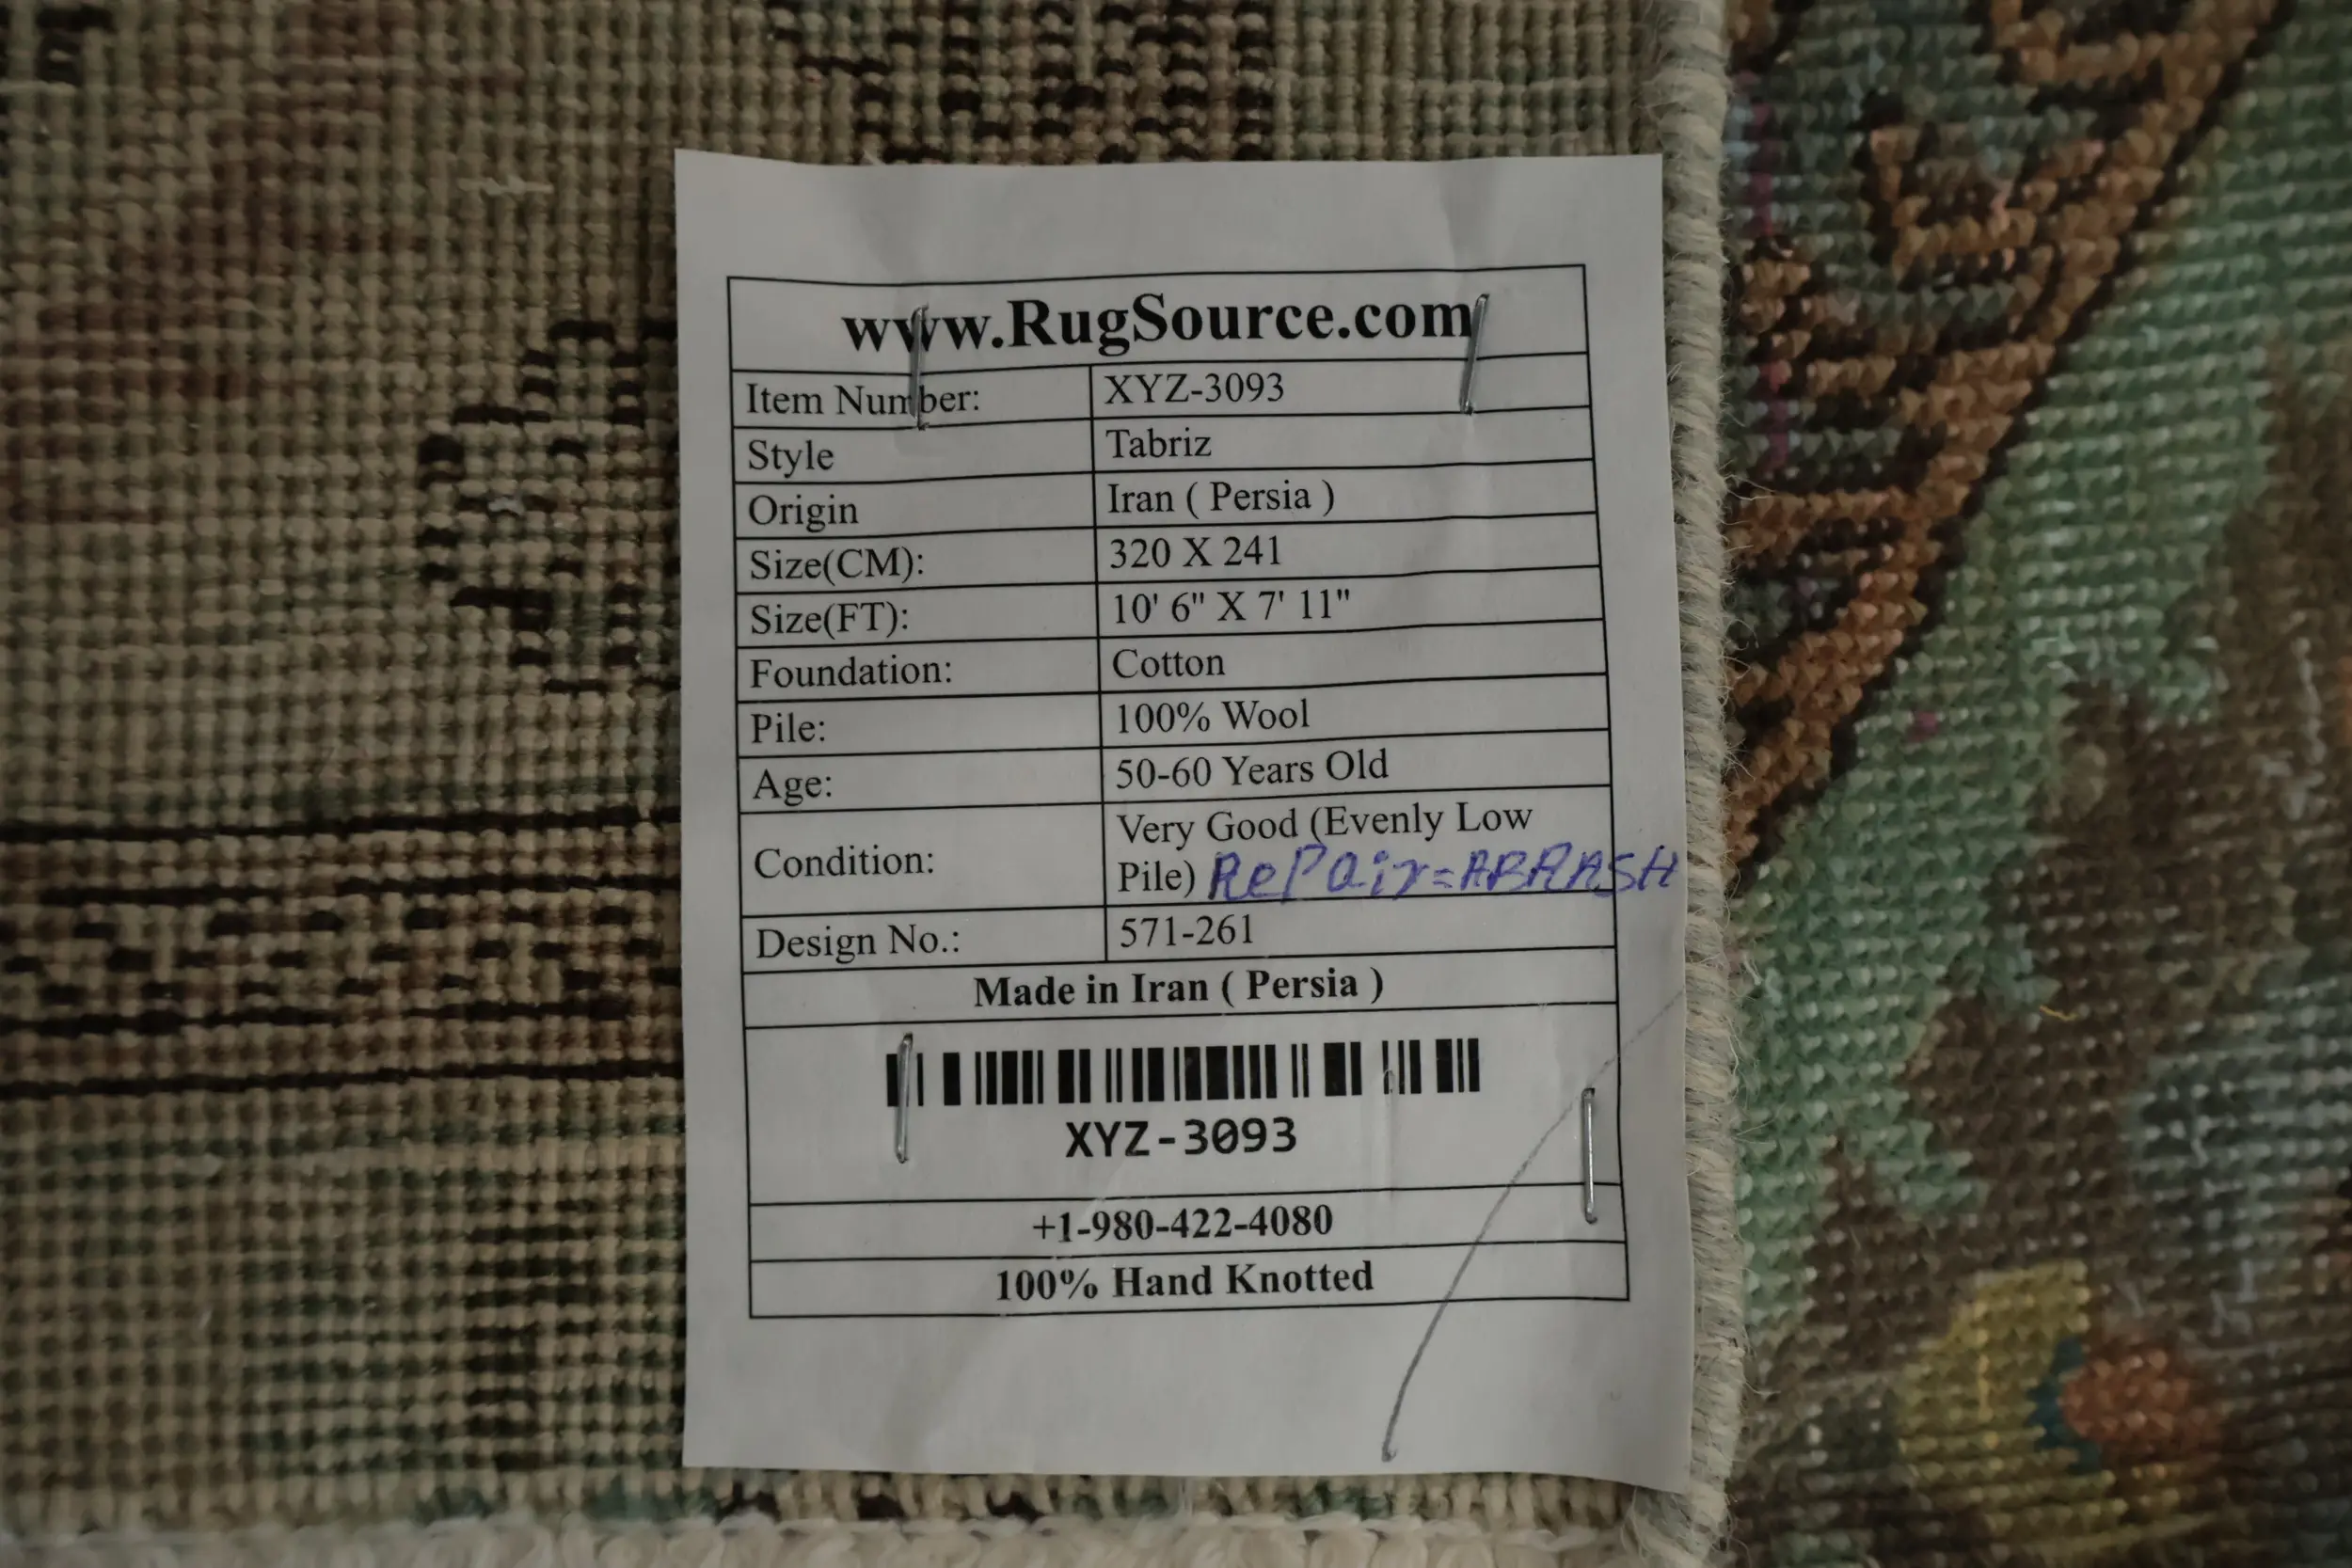 www.RugSource.com
Item Number: XYZ-3093
Style Tabriz
Origin Iran ( Persia )
Size(CM): 320 X 241
Size(FT): 10' 6" X 7' 11"
Foundation: Cotton
Pile: 100% Wool
Age: 50-60 Years Old
Condition: Very Good (Evenly Low
Pile) RePair=ABRASH
Design No.: 571-261
Made in Iran ( Persia )
XYZ-3093
+1-980-422-4080
100% Hand Knotted